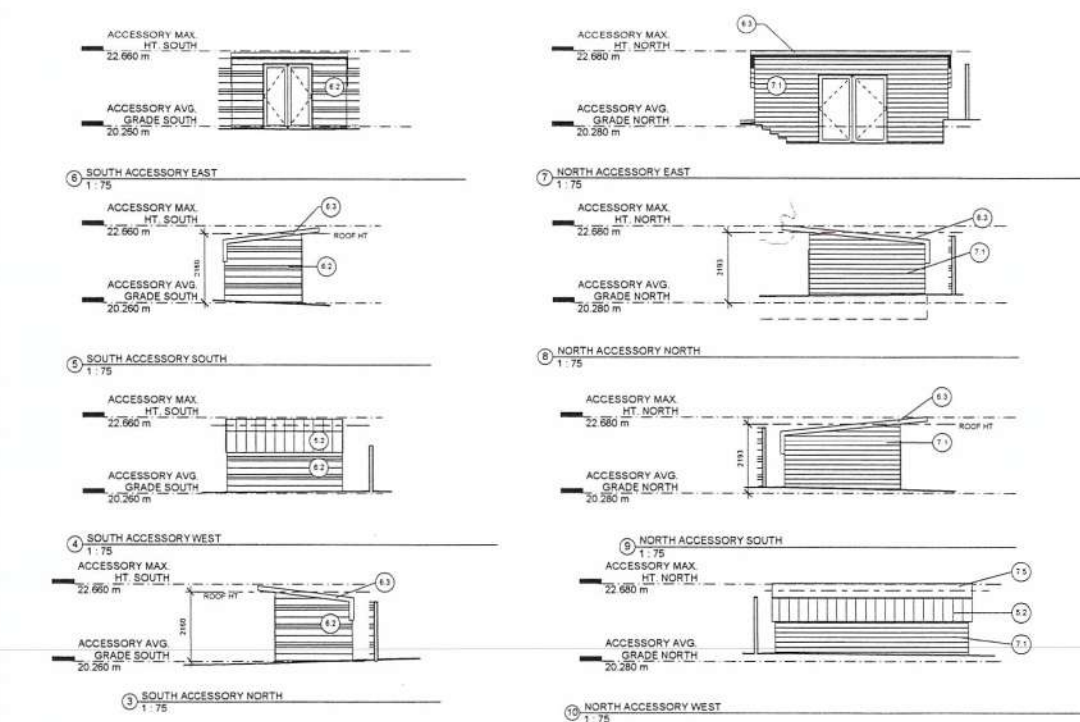 ACCESSORY MAX.
HT. SOUTH
22.660 m
6.2
ACCESSORY AVG.
GRADE SOUTH
20.260 m
6 SOUTH ACCESSORY EAST
1 : 75
ACCESSORY MAX.
HT. SOUTH
22.660 m
6.3
ROOF HT
2160
6.2
ACCESSORY AVG.
GRADE SOUTH
20.260 m
5 SOUTH ACCESSORY SOUTH
1 : 75
ACCESSORY MAX.
HT. SOUTH
22.660 m
5.2
6.2
ACCESSORY AVG.
GRADE SOUTH
20.260 m
4 SOUTH ACCESSORY WEST
1 : 75
ACCESSORY MAX.
HT. SOUTH
22.660 m
6.3
ROOF HT
2160
6.2
ACCESSORY AVG.
GRADE SOUTH
20.260 m
3 SOUTH ACCESSORY NORTH
1 : 75
6.3
ACCESSORY MAX.
HT. NORTH
22.680 m
7.1
ACCESSORY AVG.
GRADE NORTH
20.280 m
7 NORTH ACCESSORY EAST
1 : 75
ACCESSORY MAX.
HT. NORTH
22.680 m
6.3
2193
7.1
ACCESSORY AVG.
GRADE NORTH
20.280 m
8 NORTH ACCESSORY NORTH
1 : 75
ACCESSORY MAX.
HT. NORTH
22.680 m
6.3
ROOF HT
2193
7.1
ACCESSORY AVG.
GRADE NORTH
20.280 m
9 NORTH ACCESSORY SOUTH
1 : 75
ACCESSORY MAX.
HT. NORTH
22.680 m
7.5
5.2
7.1
ACCESSORY AVG.
GRADE NORTH
20.280 m
10 NORTH ACCESSORY WEST
1 : 75